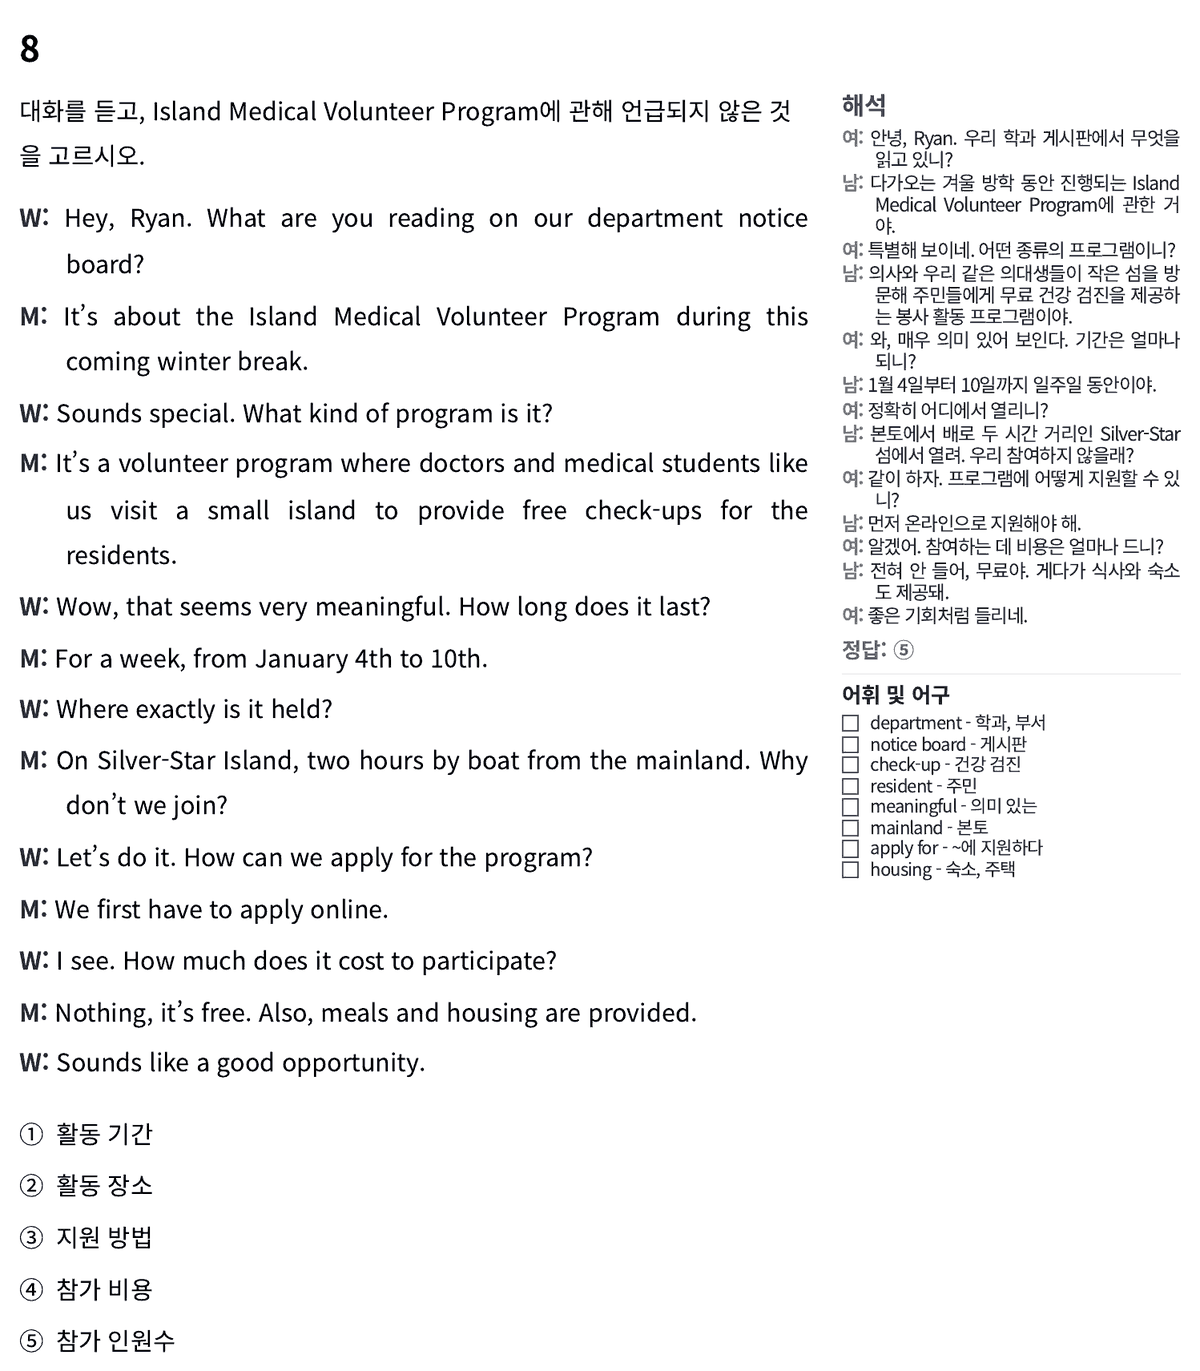 8
대화를 듣고, Island Medical Volunteer Program에 관해 언급되지 않은 것
을 고르시오.
W: Hey, Ryan. What are you reading on our department notice
board?
M: It's about the Island Medical Volunteer Program during this
coming winter break.
W: Sounds special. What kind of program is it?
M: It's a volunteer program where doctors and medical students like
us visit a small island to provide free check-ups for the
residents.
W: Wow, that seems very meaningful. How long does it last?
M: For a week, from January 4th to 10th.
W: Where exactly is it held?
M: On Silver-Star Island, two hours by boat from the mainland. Why
don't we join?
W: Let's do it. How can we apply for the program?
M: We first have to apply online.
W: I see. How much does it cost to participate?
M: Nothing, it's free. Also, meals and housing are provided.
W: Sounds like a good opportunity.
① 활동 기간
② 활동 장소
③ 지원 방법
④ 참가 비용
⑤ 참가 인원수
해석
여: 안녕, Ryan. 우리 학과 게시판에서 무엇을
읽고 있니?
남: 다가오는 겨울 방학 동안 진행되는 Island
Medical Volunteer Program에 관한 거
야.
여: 특별해 보이네. 어떤 종류의 프로그램이니?
남: 의사와 우리 같은 의대생들이 작은 섬을 방
문해 주민들에게 무료 건강 검진을 제공하
는 봉사 활동 프로그램이야.
여: 와, 매우 의미 있어 보인다. 기간은 얼마나
되니?
남: 1월 4일부터 10일까지 일주일 동안이야.
여: 정확히 어디에서 열리니?
남: 본토에서 배로 두 시간 거리인 Silver-Star
섬에서 열려. 우리 참여하지 않을래?
여: 같이 하자. 프로그램에 어떻게 지원할 수 있
니?
남: 먼저 온라인으로 지원해야 해.
여: 알겠어. 참여하는 데 비용은 얼마나 드니?
남: 전혀 안 들어, 무료야. 게다가 식사와 숙소
도 제공돼.
여: 좋은 기회처럼 들리네.
정답: ⑤
어휘 및 어구
□ department - 학과, 부서
□ notice board - 게시판
□ check-up - 건강 검진
□ resident - 주민
□ meaningful - 의미 있는
□ mainland - 본토
□ apply for - ~에 지원하다
□ housing - 숙소, 주택